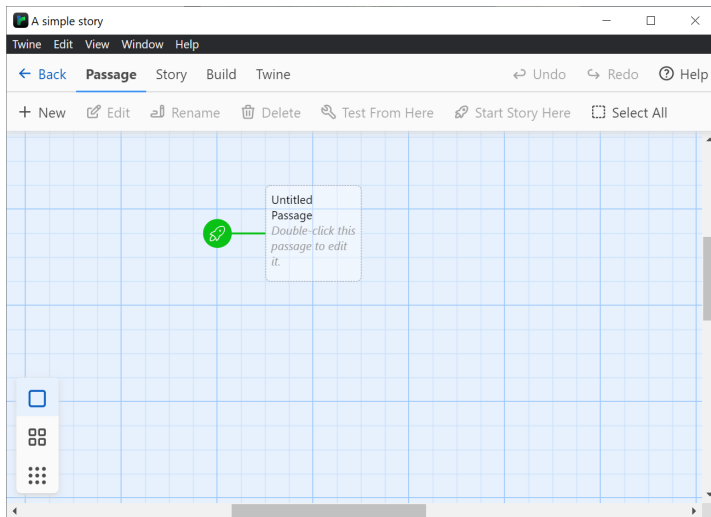 A simple story
Twine Edit View Window Help
Back Passage Story Build Twine Undo Redo Help
New Edit Rename Delete Test From Here Start Story Here Select All
Untitled
Passage
Double-click this
passage to edit
it.